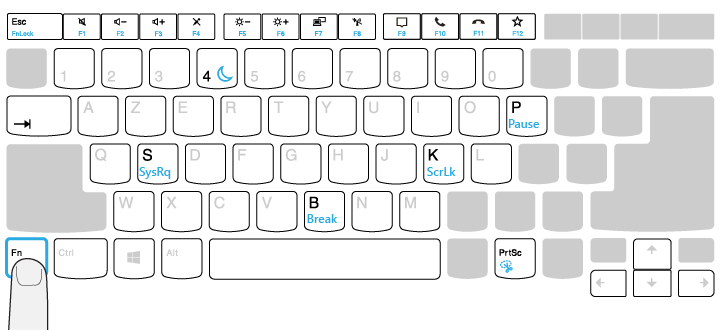 Esc
FnLock
F1
F2
F3
F4
F5
F6
F7
F8
F9
F10
F11
F12
1
2
3
4
5
6
7
8
9
0
A
Z
E
R
T
Y
U
I
O
P
Pause
Q
S
SysRq
D
F
G
H
J
K
ScrLk
L
W
X
C
V
B
Break
N
M
Fn
Ctrl
Alt
PrtSc